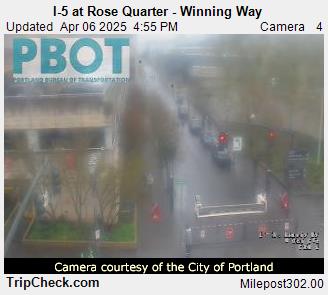 I-5 at Rose Quarter - Winning Way
Updated Apr 06 2025 4:55 PM Camera 4
PBOT
PORTLAND BUREAU OF TRANSPORTATION
Camera courtesy of the City of Portland
TripCheck.com Milepost302.00